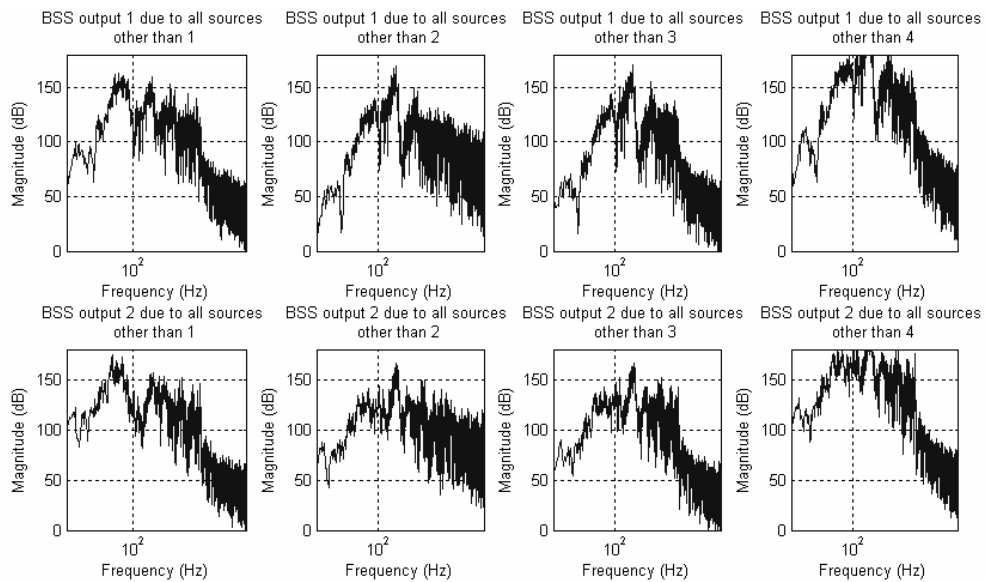 BSS output 1 due to all sources
other than 1
BSS output 1 due to all sources
other than 2
BSS output 1 due to all sources
other than 3
BSS output 1 due to all sources
other than 4
Magnitude (dB)
150
100
50
0
10²
Frequency (Hz)
Magnitude (dB)
150
100
50
0
10²
Frequency (Hz)
Magnitude (dB)
150
100
50
0
10²
Frequency (Hz)
Magnitude (dB)
150
100
50
0
10²
Frequency (Hz)
BSS output 2 due to all sources
other than 1
BSS output 2 due to all sources
other than 2
BSS output 2 due to all sources
other than 3
BSS output 2 due to all sources
other than 4
Magnitude (dB)
150
100
50
0
10²
Frequency (Hz)
Magnitude (dB)
150
100
50
0
10²
Frequency (Hz)
Magnitude (dB)
150
100
50
0
10²
Frequency (Hz)
Magnitude (dB)
150
100
50
0
10²
Frequency (Hz)